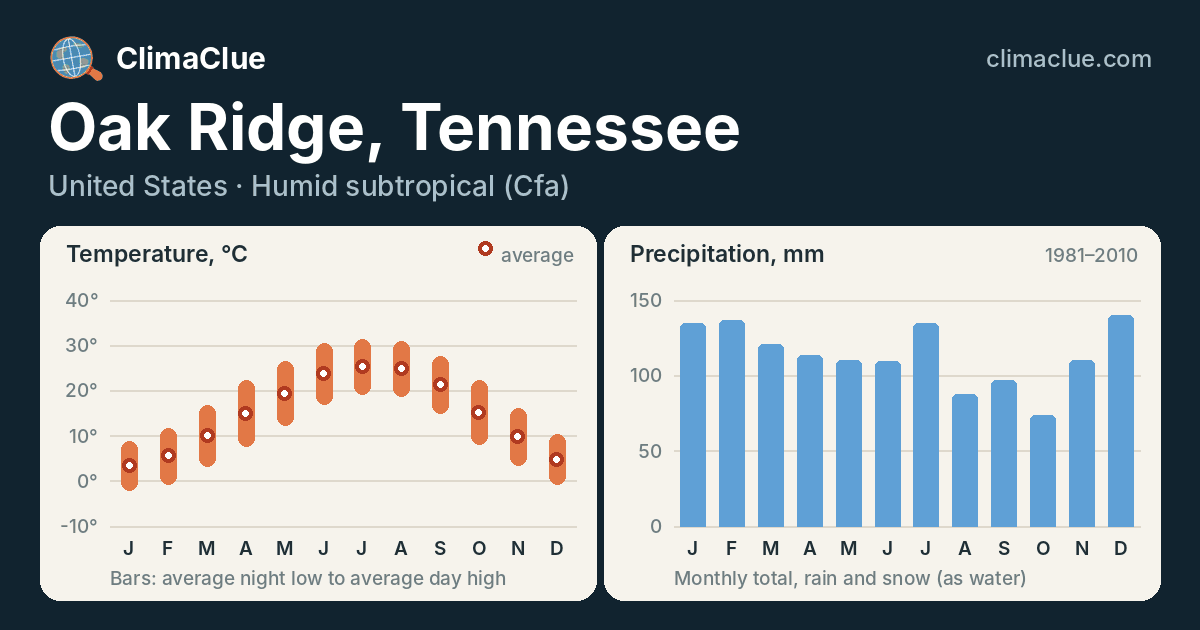 ClimaClue
climaclue.com
Oak Ridge, Tennessee
United States · Humid subtropical (Cfa)
Temperature, °C
average
40°
30°
20°
10°
0°
-10°
J F M A M J J A S O N D
Bars: average night low to average day high
Precipitation, mm
1981–2010
150
100
50
0
J F M A M J J A S O N D
Monthly total, rain and snow (as water)